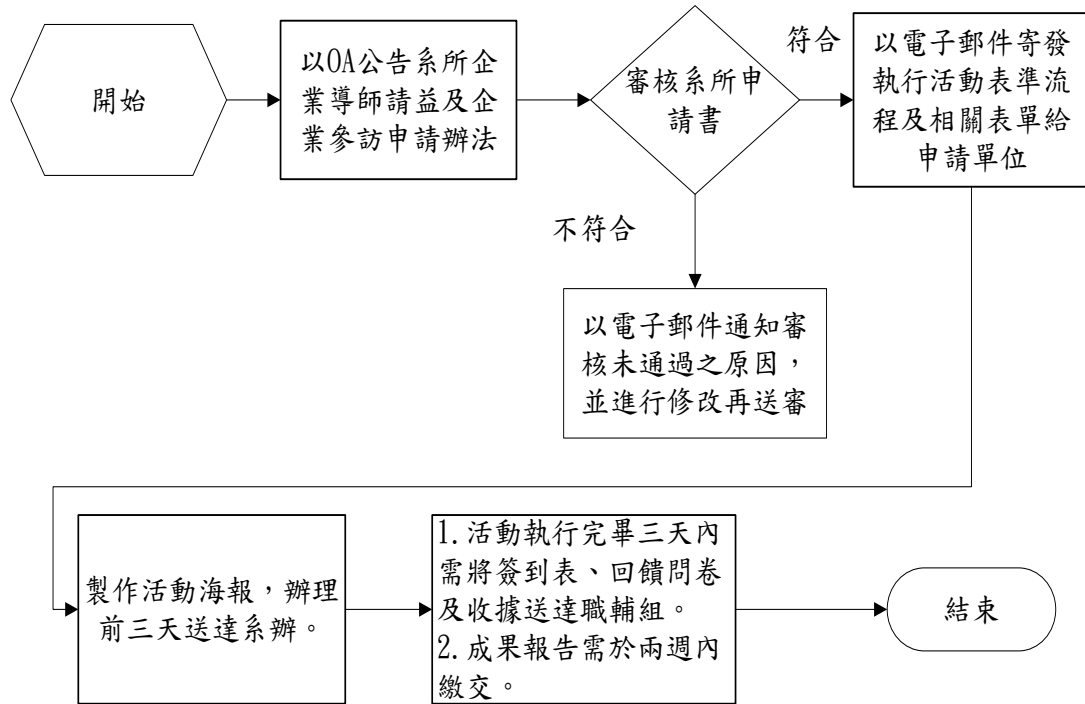 開始
以OA公告系所企
業導師請益及企
業參訪申請辦法
審核系所申
請書
符合
以電子郵件寄發
執行活動表準流
程及相關表單給
申請單位
不符合
以電子郵件通知審
核未通過之原因，
並進行修改再送審
製作活動海報，辦理
前三天送達系辦。
1.活動執行完畢三天內
需將簽到表、回饋問卷
及收據送達職輔組。
2.成果報告需於兩週內
繳交。
結束